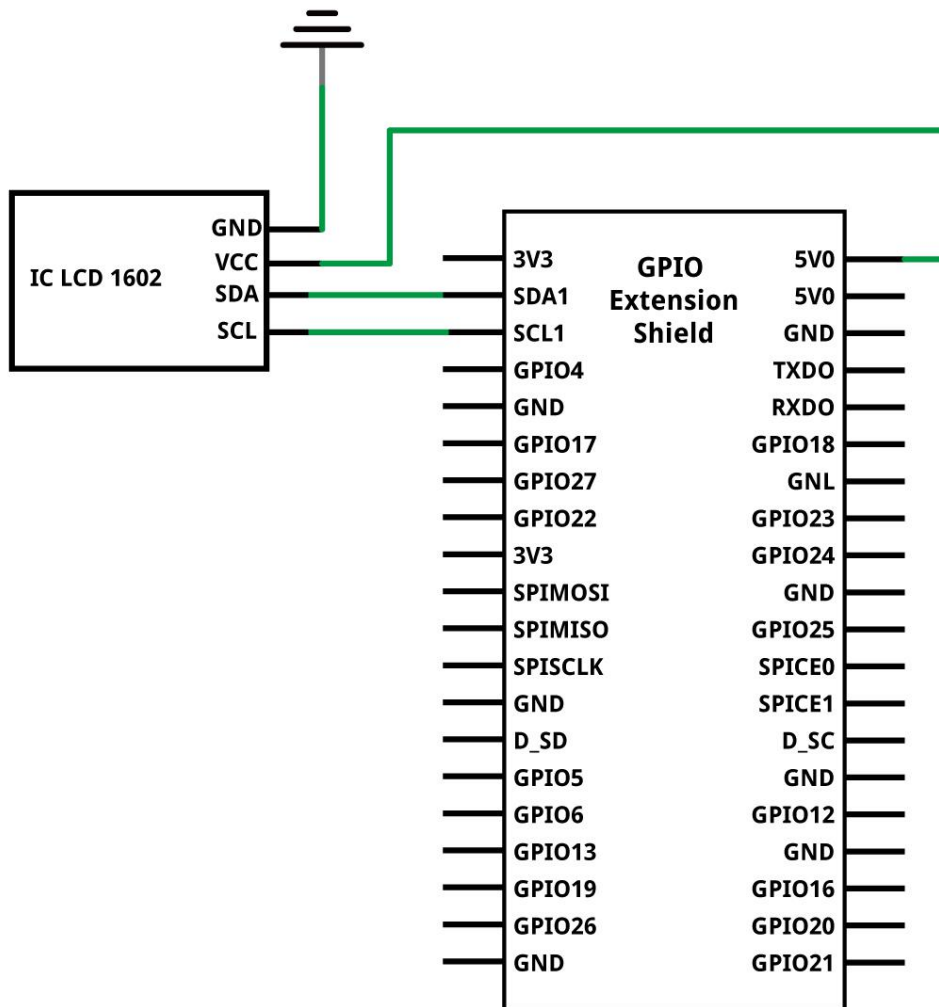 GND
VCC
SDA
SCL
IC LCD 1602
GPIO
Extension
Shield
3V3
SDA1
SCL1
GPIO4
GND
GPIO17
GPIO27
GPIO22
3V3
SPIMOSI
SPIMISO
SPISCLK
GND
D_SD
GPIO5
GPIO6
GPIO13
GPIO19
GPIO26
GND
5V0
5V0
GND
TXDO
RXDO
GPIO18
GNL
GPIO23
GPIO24
GND
GPIO25
SPICE0
SPICE1
D_SC
GND
GPIO12
GND
GPIO16
GPIO20
GPIO21